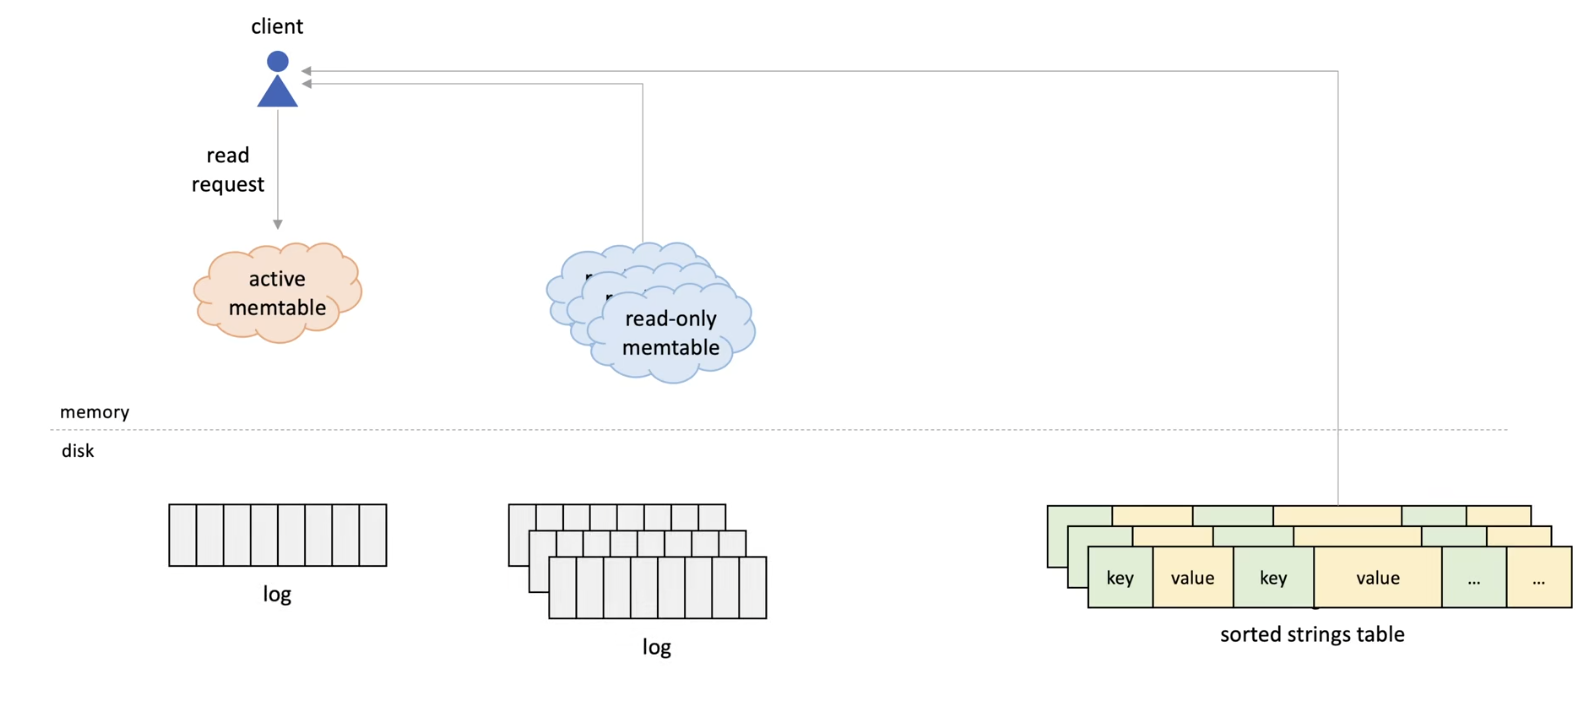 client
read
request
active
memtable
read-only
memtable
memory
disk
log
log
key value key value ... ...
sorted strings table